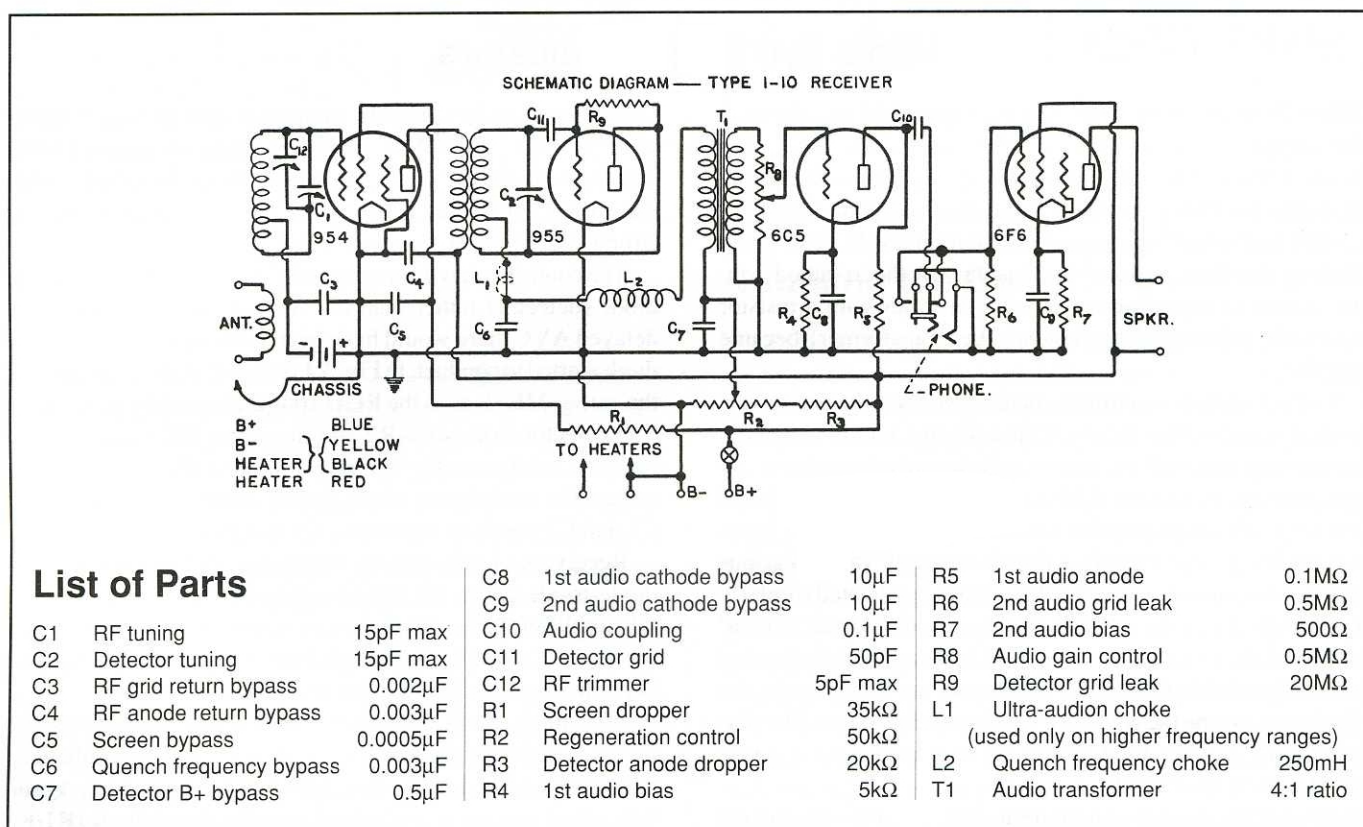 SCHEMATIC DIAGRAM — TYPE 1-10 RECEIVER
C11
R9
T1
C10
C12
C1
C2
R8
954
955
6C5
6F6
C4
L1
L2
C3
C5
C6
C7
R4
C8
R5
R6
C9
R7
ANT.
SPKR.
- +
CHASSIS
PHONE.
R1
R2
R3
B+ BLUE
B- YELLOW
HEATER BLACK
HEATER RED
TO HEATERS
B-
B+
List of Parts
C1 RF tuning 15pF max
C2 Detector tuning 15pF max
C3 RF grid return bypass 0.002µF
C4 RF anode return bypass 0.003µF
C5 Screen bypass 0.0005µF
C6 Quench frequency bypass 0.003µF
C7 Detector B+ bypass 0.5µF
C8 1st audio cathode bypass 10µF
C9 2nd audio cathode bypass 10µF
C10 Audio coupling 0.1µF
C11 Detector grid 50pF
C12 RF trimmer 5pF max
R1 Screen dropper 35kΩ
R2 Regeneration control 50kΩ
R3 Detector anode dropper 20kΩ
R4 1st audio bias 5kΩ
R5 1st audio anode 0.1MΩ
R6 2nd audio grid leak 0.5MΩ
R7 2nd audio bias 500Ω
R8 Audio gain control 0.5MΩ
R9 Detector grid leak 20MΩ
L1 Ultra-audion choke
(used only on higher frequency ranges)
L2 Quench frequency choke 250mH
T1 Audio transformer 4:1 ratio